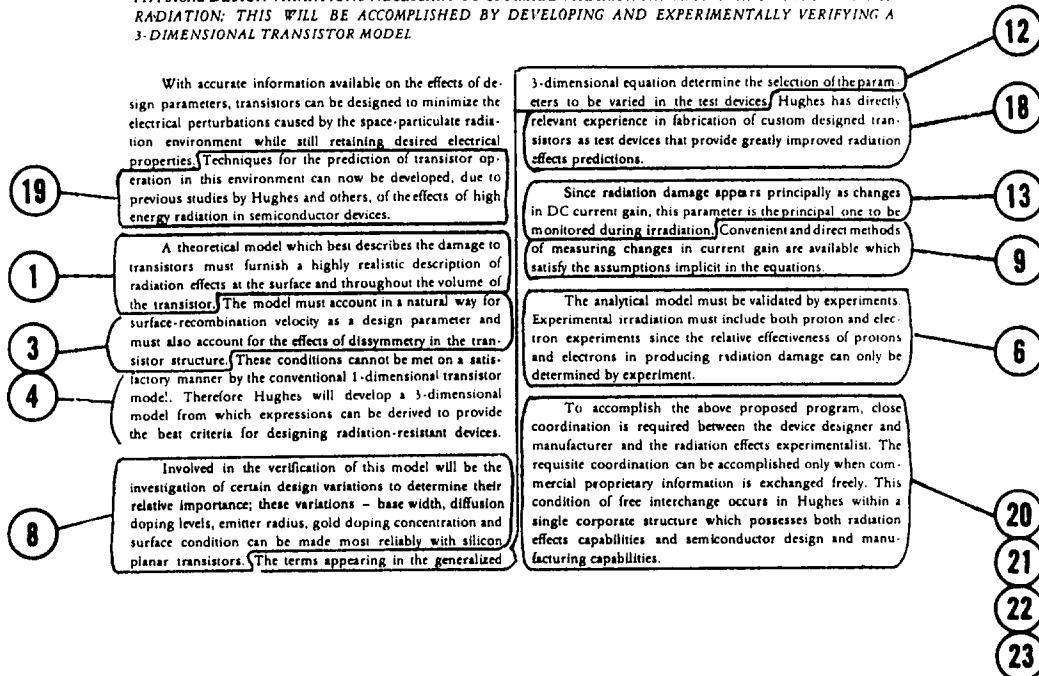 RADIATION; THIS WILL BE ACCOMPLISHED BY DEVELOPING AND EXPERIMENTALLY VERIFYING A
3-DIMENSIONAL TRANSISTOR MODEL
With accurate information available on the effects of de-
sign parameters, transistors can be designed to minimize the
electrical perturbations caused by the space-particulate radia-
tion environment while still retaining desired electrical
properties. Techniques for the prediction of transistor op-
eration in this environment can now be developed, due to
previous studies by Hughes and others, of the effects of high
energy radiation in semiconductor devices.
A theoretical model which best describes the damage to
transistors must furnish a highly realistic description of
radiation effects at the surface and throughout the volume of
the transistor. The model must account in a natural way for
surface-recombination velocity as a design parameter and
must also account for the effects of dissymmetry in the tran-
sistor structure. These conditions cannot be met on a satis-
factory manner by the conventional 1-dimensional transistor
model. Therefore Hughes will develop a 3-dimensional
model from which expressions can be derived to provide
the best criteria for designing radiation-resistant devices.
Involved in the verification of this model will be the
investigation of certain design variations to determine their
relative importance; these variations – base width, diffusion
doping levels, emitter radius, gold doping concentration and
surface condition can be made most reliably with silicon
planar transistors. The terms appearing in the generalized
3-dimensional equation determine the selection of the param-
eters to be varied in the test devices. Hughes has directly
relevant experience in fabrication of custom designed tran-
sistors as test devices that provide greatly improved radiation
effects predictions.
Since radiation damage appears principally as changes
in DC current gain, this parameter is the principal one to be
monitored during irradiation. Convenient and direct methods
of measuring changes in current gain are available which
satisfy the assumptions implicit in the equations.
The analytical model must be validated by experiments.
Experimental irradiation must include both proton and elec-
tron experiments since the relative effectiveness of protons
and electrons in producing radiation damage can only be
determined by experiment.
To accomplish the above proposed program, close
coordination is required between the device designer and
manufacturer and the radiation effects experimentalist. The
requisite coordination can be accomplished only when com-
mercial proprietary information is exchanged freely. This
condition of free interchange occurs in Hughes within a
single corporate structure which possesses both radiation
effects capabilities and semiconductor design and manu-
facturing capabilities.
19
1
3
4
8
12
18
13
9
6
20
21
22
23